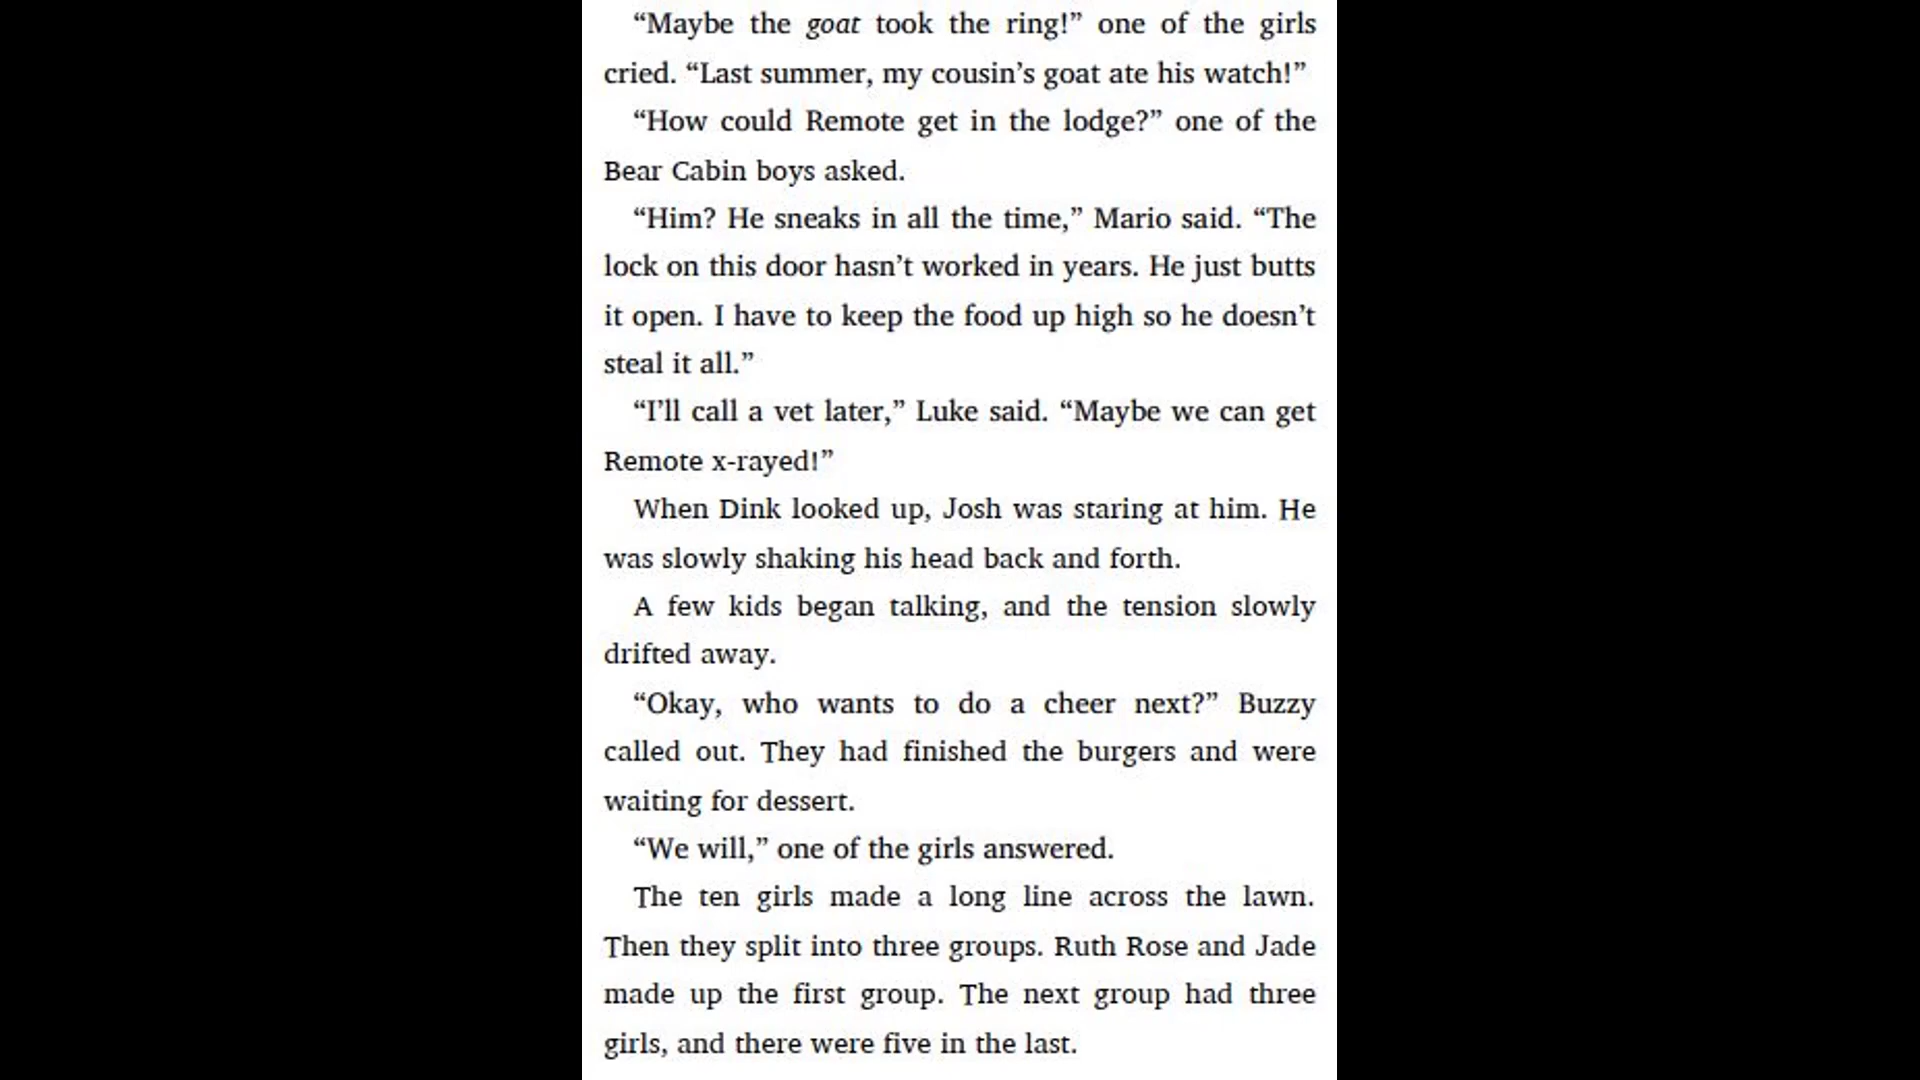 “Maybe the goat took the ring!” one of the girls
cried. “Last summer, my cousin’s goat ate his watch!”
“How could Remote get in the lodge?” one of the
Bear Cabin boys asked.
“Him? He sneaks in all the time,” Mario said. “The
lock on this door hasn’t worked in years. He just butts
it open. I have to keep the food up high so he doesn’t
steal it all.”
“I’ll call a vet later,” Luke said. “Maybe we can get
Remote x-rayed!”
When Dink looked up, Josh was staring at him. He
was slowly shaking his head back and forth.
A few kids began talking, and the tension slowly
drifted away.
“Okay, who wants to do a cheer next?” Buzzy
called out. They had finished the burgers and were
waiting for dessert.
“We will,” one of the girls answered.
The ten girls made a long line across the lawn.
Then they split into three groups. Ruth Rose and Jade
made up the first group. The next group had three
girls, and there were five in the last.